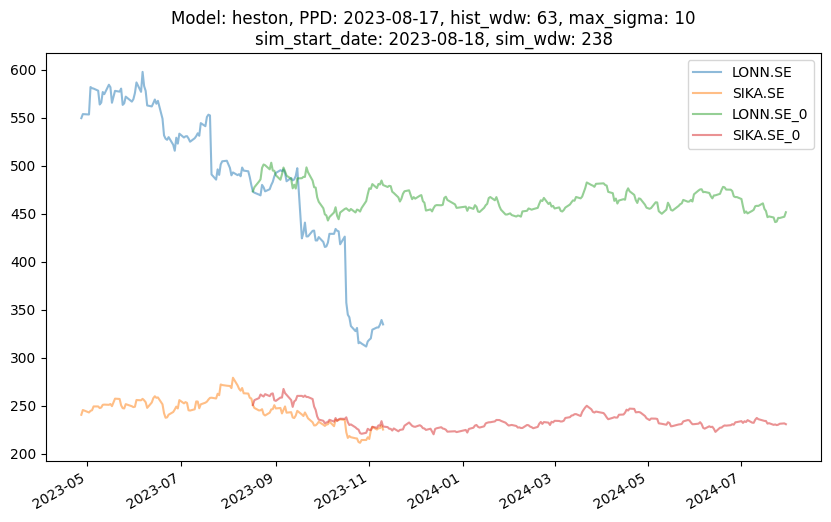 Model: heston, PPD: 2023-08-17, hist_wdw: 63, max_sigma: 10
sim_start_date: 2023-08-18, sim_wdw: 238
LONN.SE
SIKA.SE
LONN.SE_0
SIKA.SE_0
600
550
500
450
400
350
300
250
200
2023-05
2023-07
2023-09
2023-11
2024-01
2024-03
2024-05
2024-07